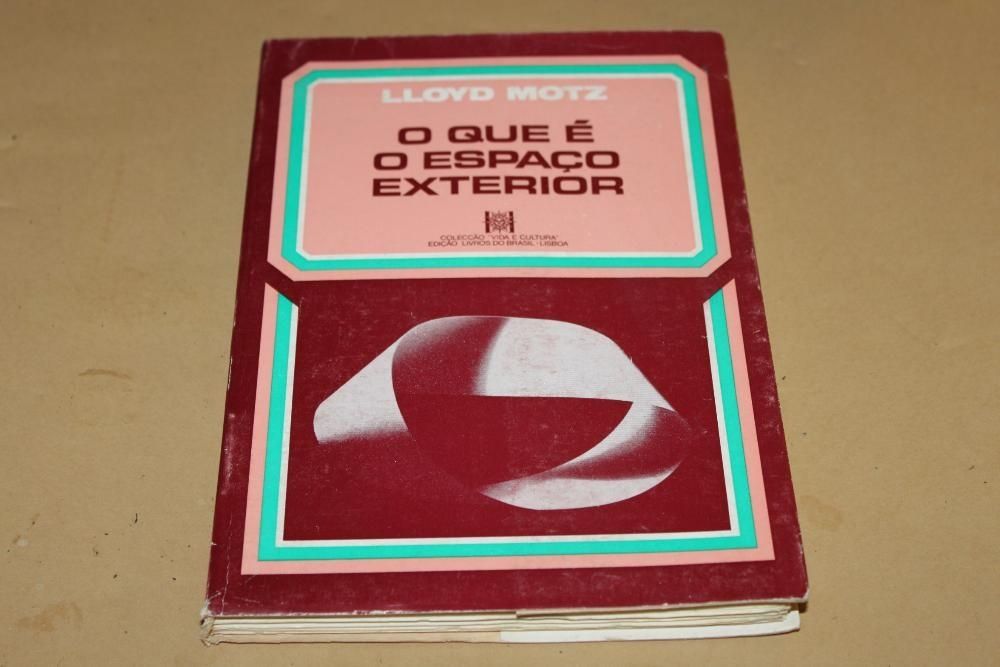 LLOYD MOTZ
O QUE É
O ESPAÇO
EXTERIOR
COLECÇÃO "VIDA E CULTURA"
EDIÇÃO LIVROS DO BRASIL · LISBOA